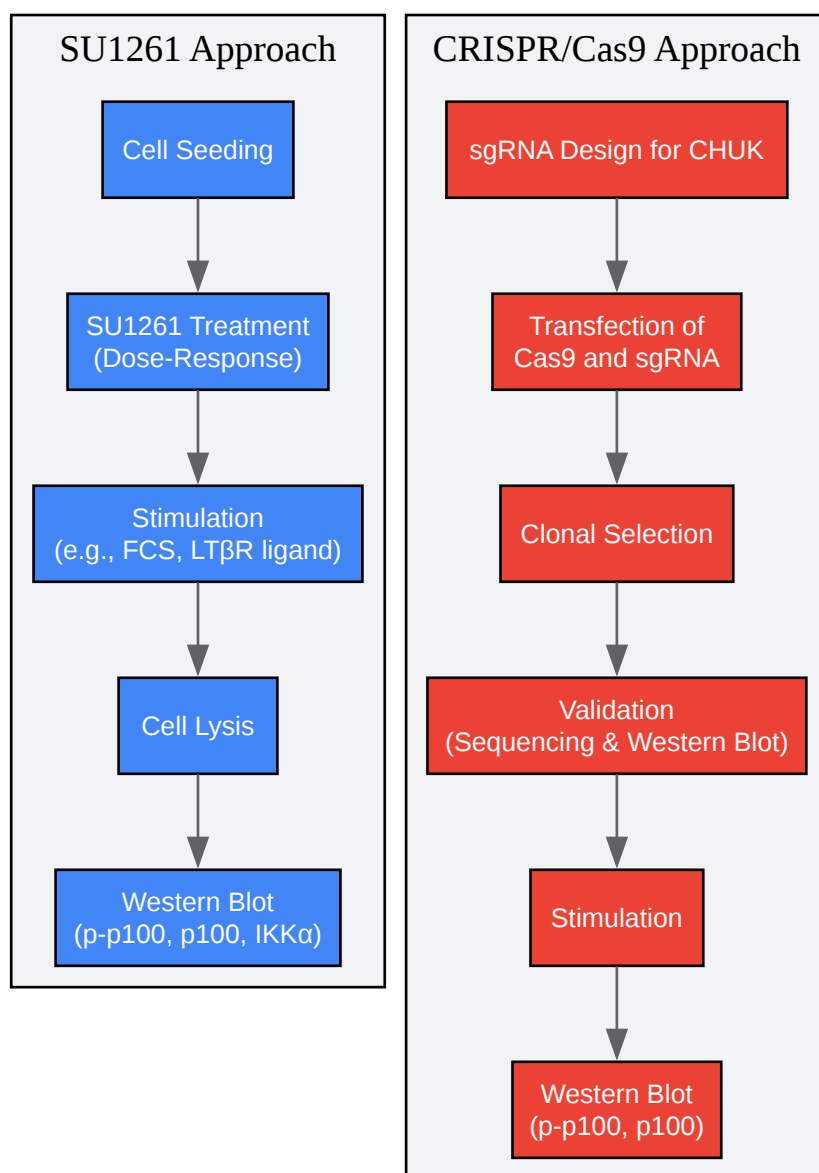 SU1261 Approach
Cell Seeding
SU1261 Treatment
(Dose-Response)
Stimulation
(e.g., FCS, LTβR ligand)
Cell Lysis
Western Blot
(p-p100, p100, IKKα)
CRISPR/Cas9 Approach
sgRNA Design for CHUK
Transfection of
Cas9 and sgRNA
Clonal Selection
Validation
(Sequencing & Western Blot)
Stimulation
Western Blot
(p-p100, p100)